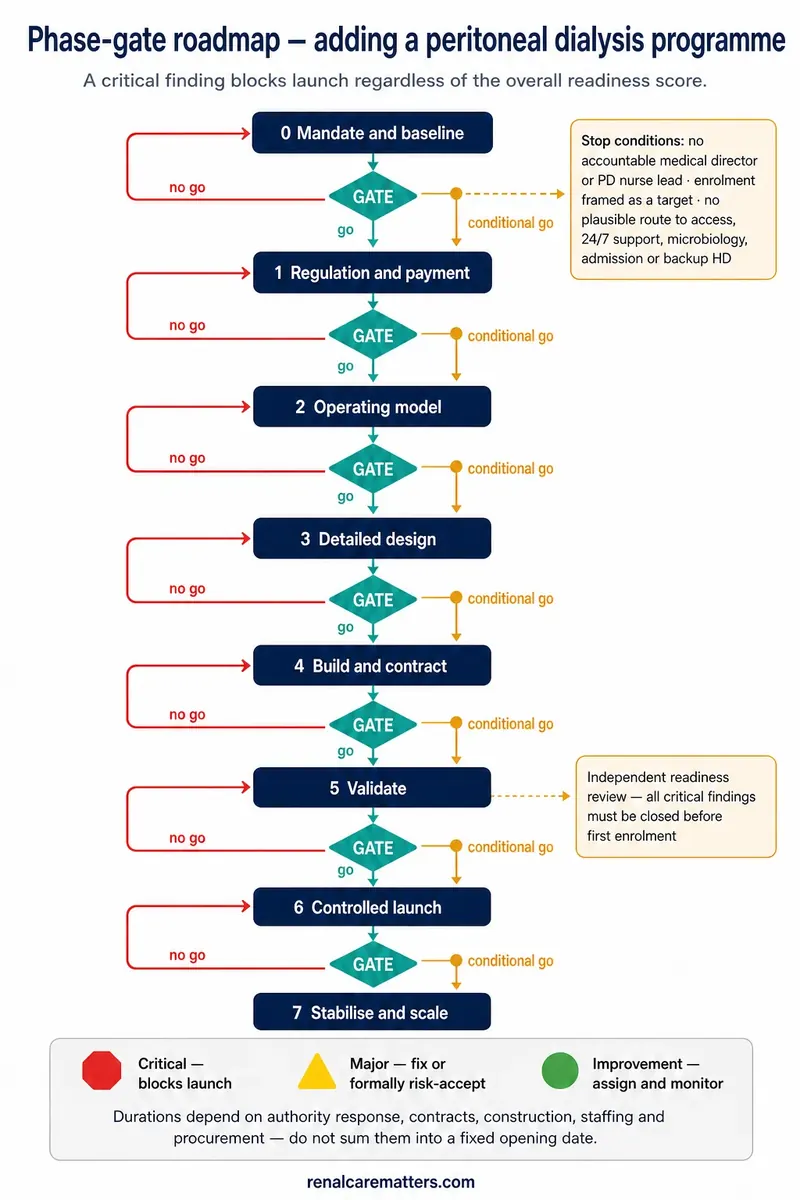 Phase-gate roadmap — adding a peritoneal dialysis programme
A critical finding blocks launch regardless of the overall readiness score.
0 Mandate and baseline
Stop conditions: no
accountable medical director
or PD nurse lead · enrolment
framed as a target · no
plausible route to access,
24/7 support, microbiology,
admission or backup HD
no go
GATE
conditional go
go
1 Regulation and payment
no go
GATE
conditional go
go
2 Operating model
no go
GATE
conditional go
go
3 Detailed design
no go
GATE
conditional go
go
4 Build and contract
no go
GATE
conditional go
go
5 Validate
Independent readiness
review — all critical findings
must be closed before
first enrolment
no go
GATE
conditional go
go
6 Controlled launch
no go
GATE
conditional go
7 Stabilise and scale
Critical —
blocks launch
Major — fix or
formally risk-accept
Improvement —
assign and monitor
Durations depend on authority response, contracts, construction, staffing and
procurement — do not sum them into a fixed opening date.
renalcarematters.com